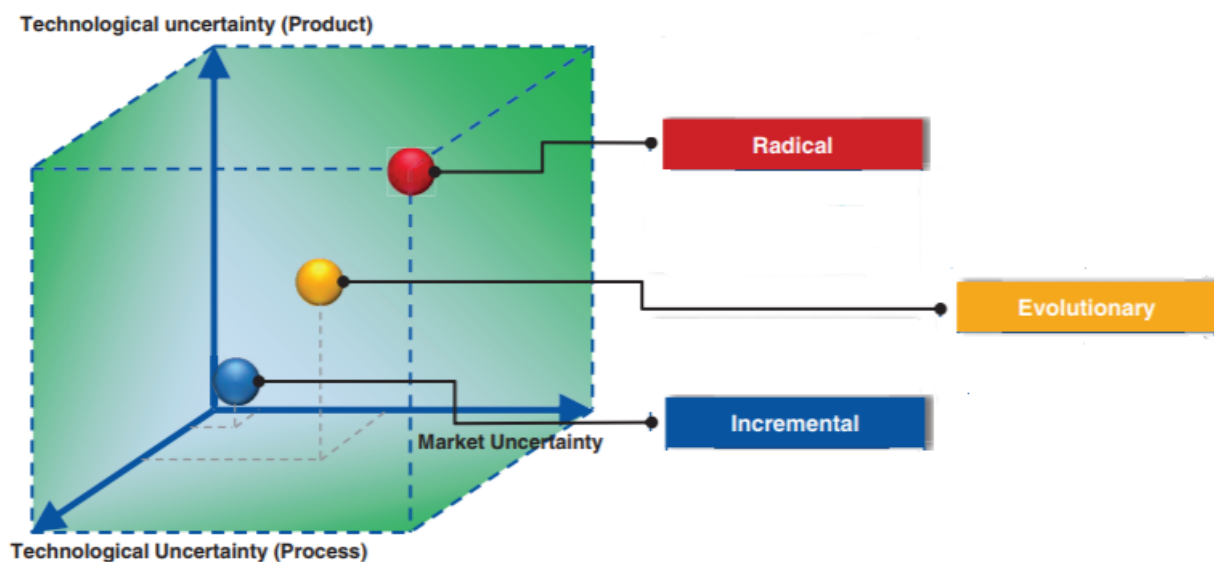 Technological uncertainty (Product)
Radical
Evolutionary
Incremental
Market Uncertainty
Technological Uncertainty (Process)